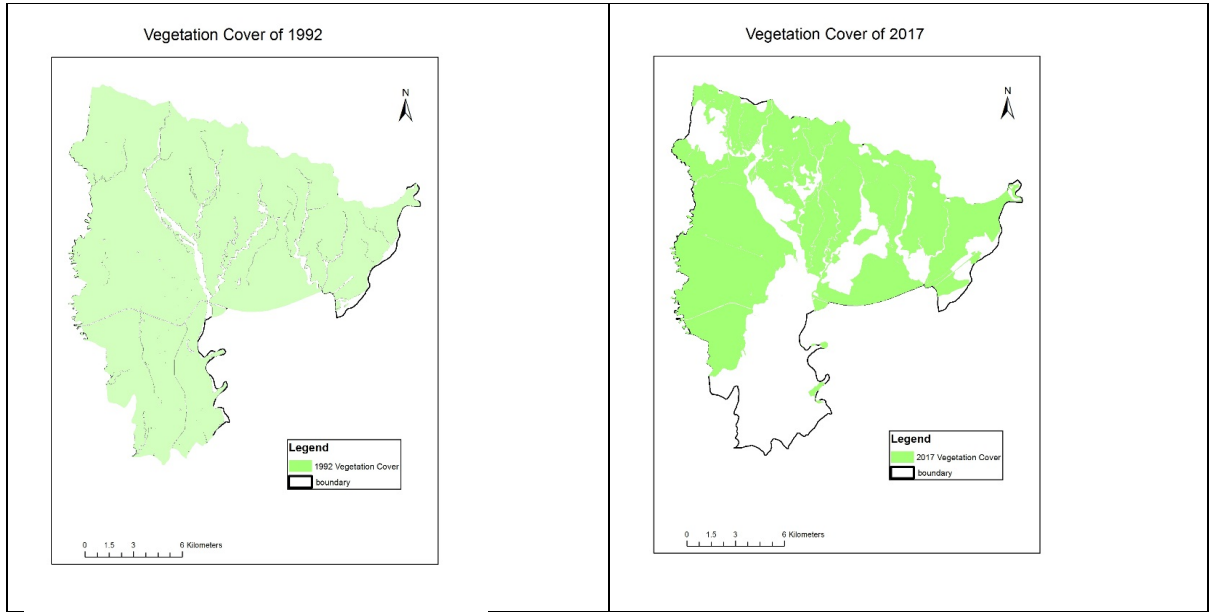 Vegetation Cover of 1992
N
Legend
1992 Vegetation Cover
boundary
0 1.5 3 6 Kilometers
Vegetation Cover of 2017
N
Legend
2017 Vegetation Cover
boundary
0 1.5 3 6 Kilometers